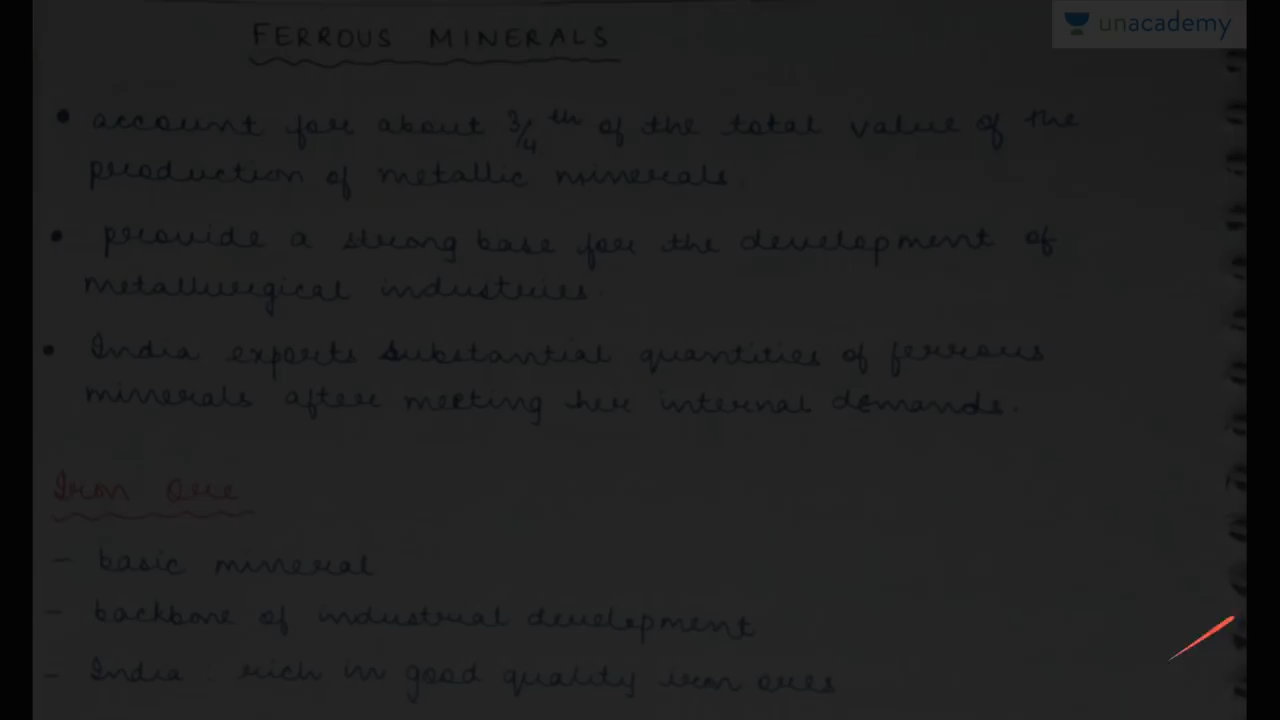 unacademy
FERROUS MINERALS
• account for about 3/4th of the total value of the
production of metallic minerals.
• provide a strong base for the development of
metallurgical industries.
• India exports substantial quantities of ferrous
minerals after meeting her internal demands.
Iron Ore
- basic mineral
- backbone of industrial development
- India : rich in good quality iron ores